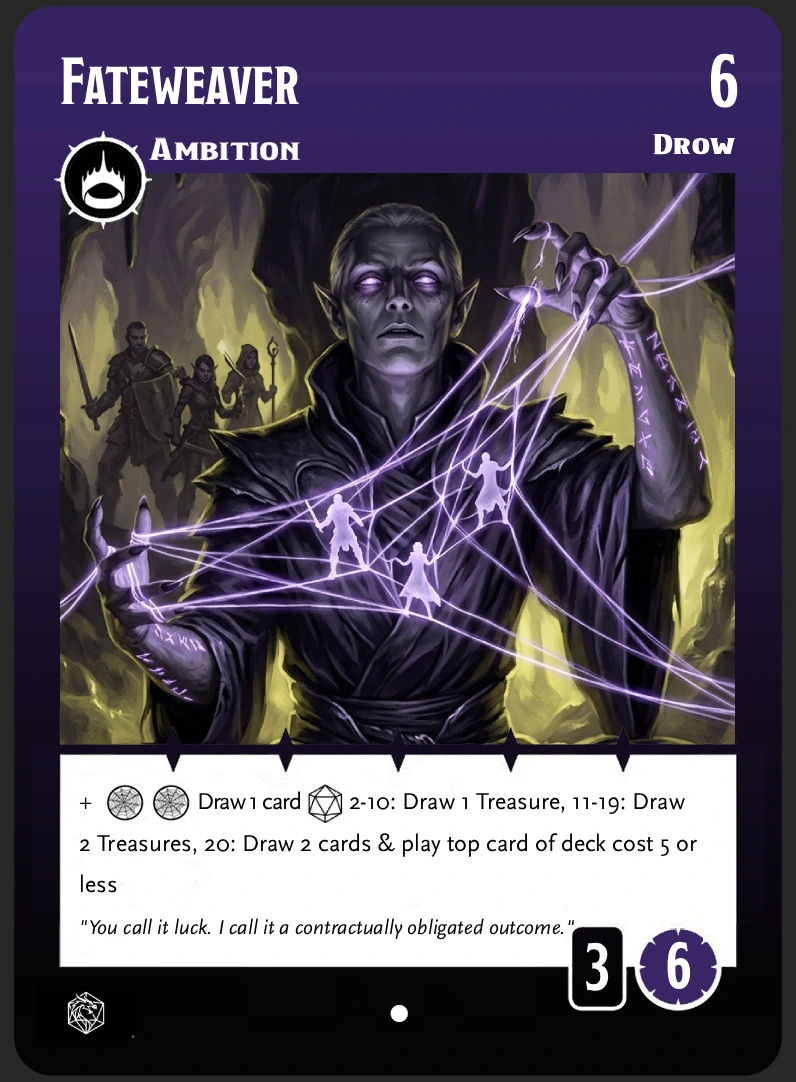 Fateweaver 6
Ambition Drow
+ Draw 1 card 2-10: Draw 1 Treasure, 11-19: Draw
2 Treasures, 20: Draw 2 cards & play top card of deck cost 5 or
less
"You call it luck. I call it a contractually obligated outcome."
3 6